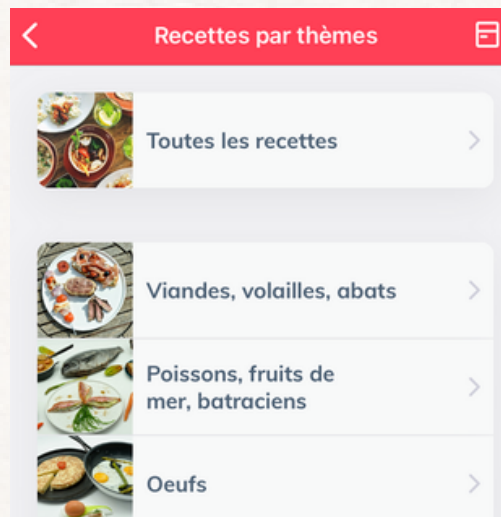 Recettes par thèmes
Toutes les recettes
Viandes, volailles, abats
Poissons, fruits de
mer, batraciens
Oeufs